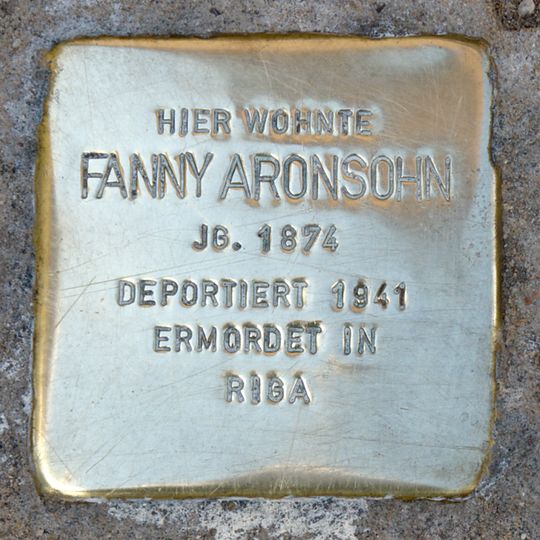 HIER WOHNTE
FANNY ARONSOHN
JG. 1874
DEPORTIERT 1941
ERMORDET IN
RIGA